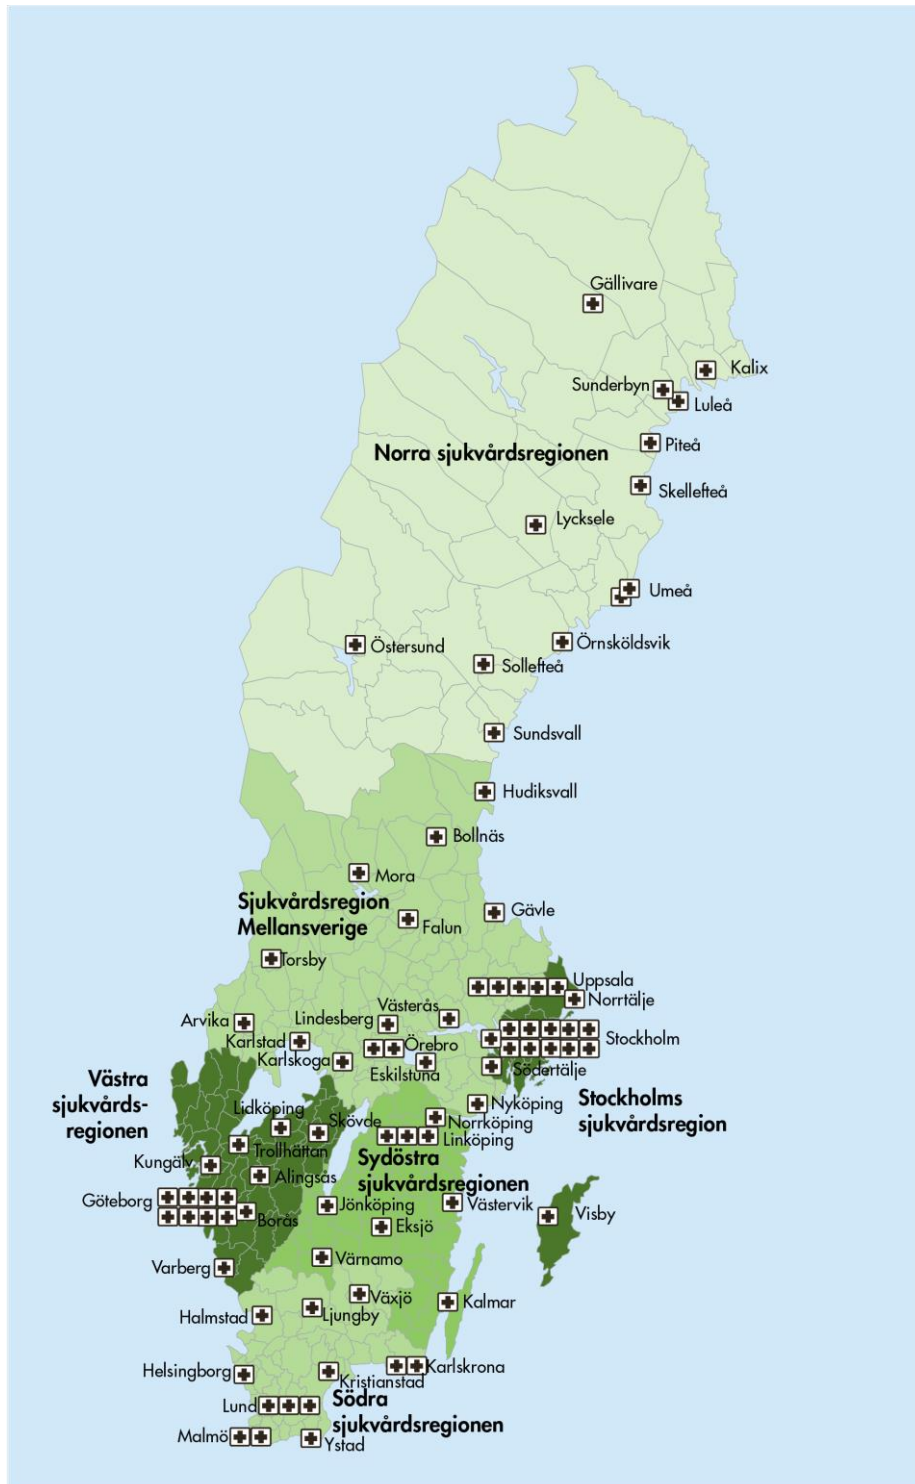 Gällivare
Kalix
Sunderbyn
Luleå
Norra sjukvårdsregionen
Piteå
Skellefteå
Lycksele
Umeå
Örnsköldsvik
Östersund
Sollefteå
Sundsvall
Hudiksvall
Bollnäs
Mora
Sjukvårdsregion
Mellansverige
Gävle
Falun
Torsby
Uppsala
Norrtälje
Västerås
Arvika
Lindesberg
Karlstad
Örebro
Stockholm
Karlskoga
Eskilstuna
Södertälje
Västra
sjukvårds-
regionen
Stockholms
sjukvårdsregion
Nyköping
Lidköping
Skövde
Norrköping
Linköping
Trollhättan
Kungälv
Sydöstra
sjukvårdsregionen
Alingsås
Göteborg
Borås
Jönköping
Västervik
Visby
Eksjö
Värnamo
Varberg
Växjö
Kalmar
Halmstad
Ljungby
Helsingborg
Kristianstad
Karlskrona
Södra
sjukvårdsregionen
Lund
Malmö
Ystad